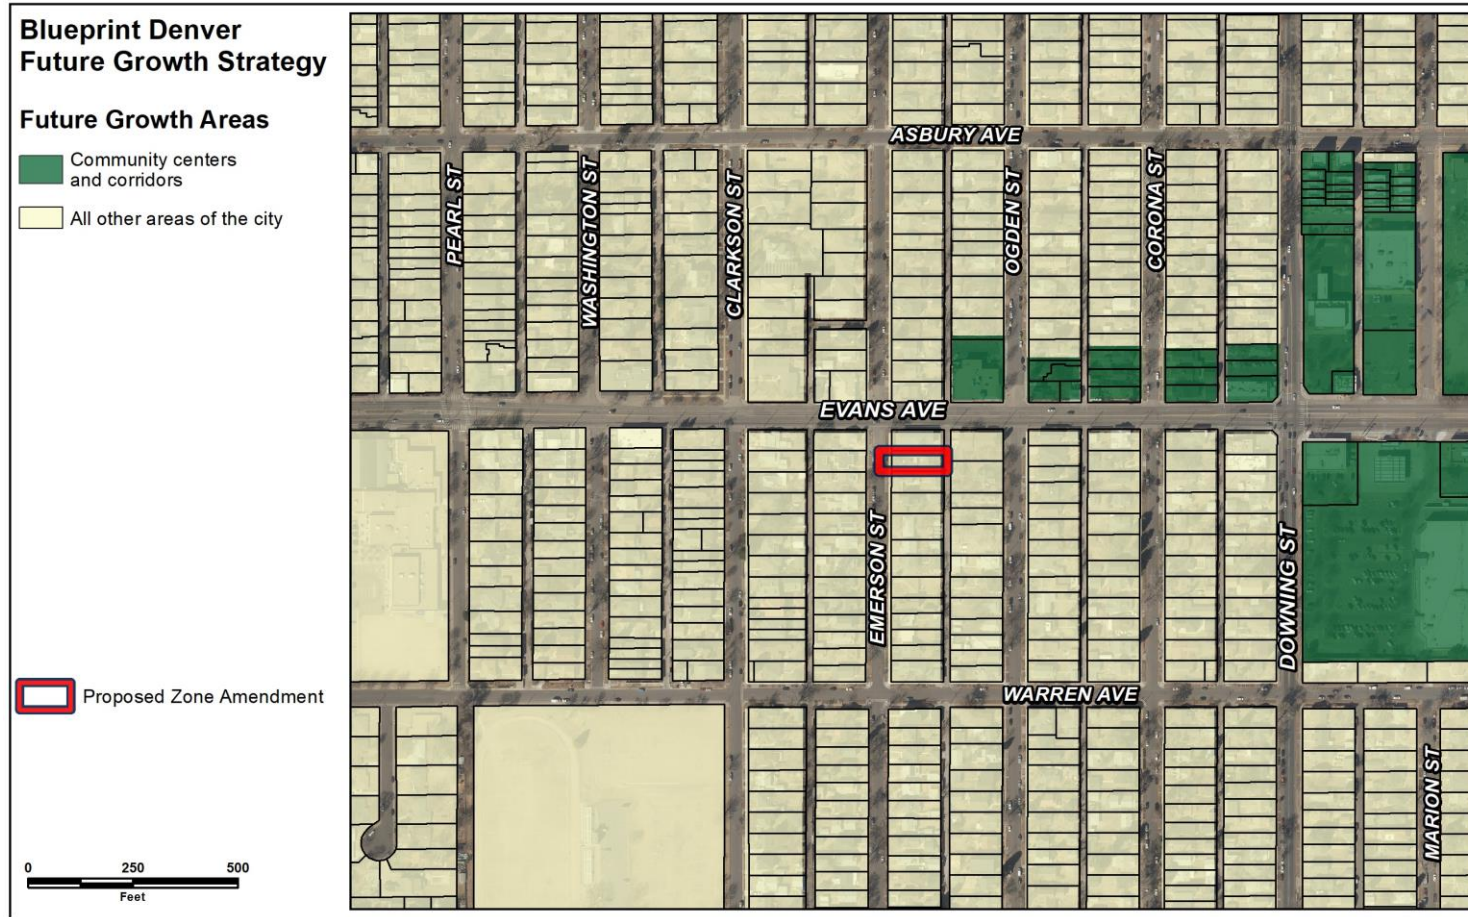 Blueprint Denver
Future Growth Strategy
Future Growth Areas
Community centers
and corridors
All other areas of the city
Proposed Zone Amendment
0 250 500
Feet
ASBURY AVE
PEARL ST
WASHINGTON ST
CLARKSON ST
OGDEN ST
CORONA ST
EVANS AVE
EMERSON ST
DOWNING ST
WARREN AVE
MARION ST